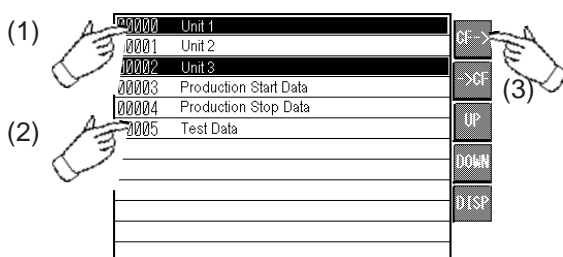 (1)
00000 Unit 1
00001 Unit 2
00002 Unit 3
00003 Production Start Data
00004 Production Stop Data
(2)
00005 Test Data
CF->
->CF
(3)
UP
DOWN
DISP